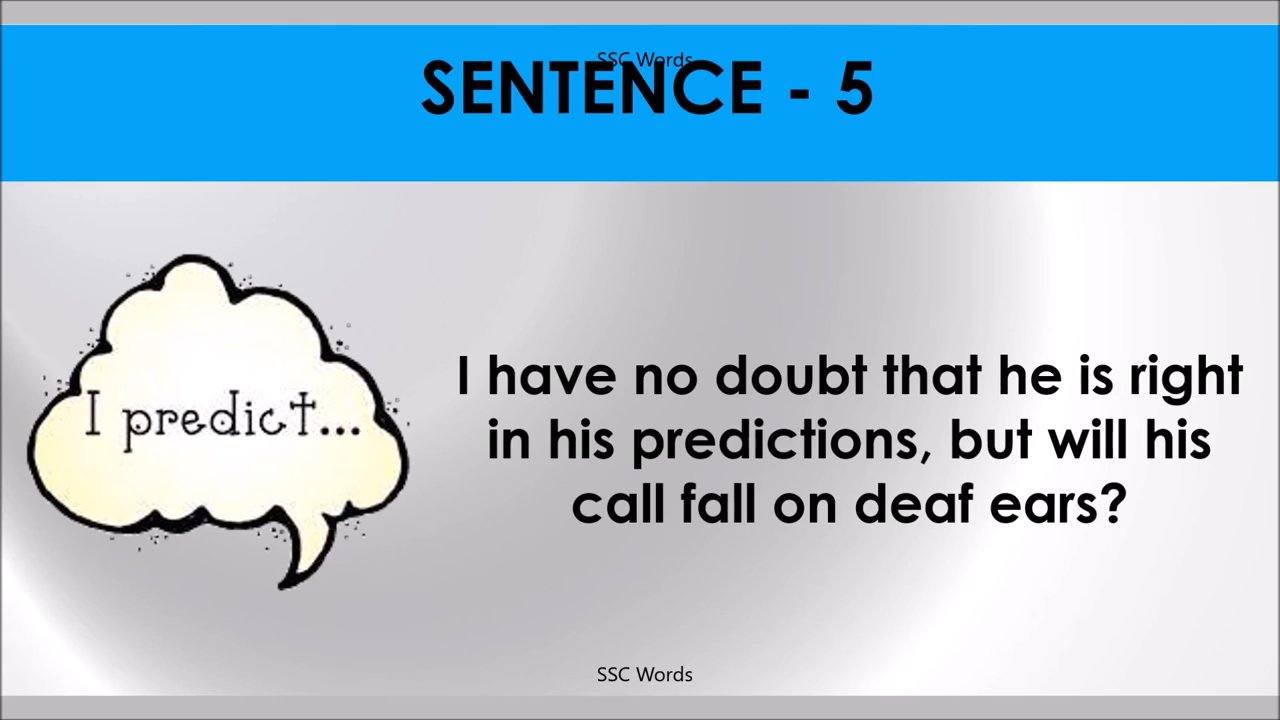 SSC Words
SENTENCE - 5
I predict...
I have no doubt that he is right
in his predictions, but will his
call fall on deaf ears?
SSC Words